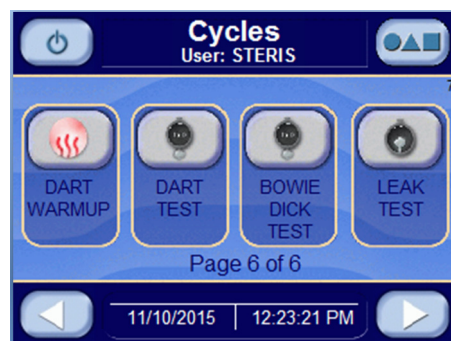 Cycles
User: STERIS
DART
WARMUP
DART
TEST
BOWIE
DICK
TEST
LEAK
TEST
Page 6 of 6
11/10/2015 12:23:21 PM